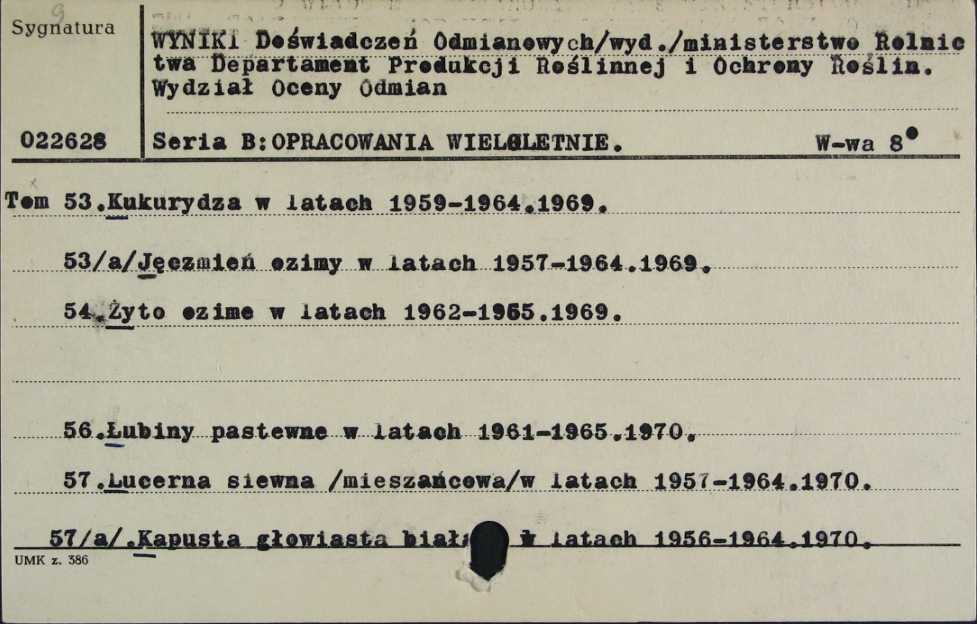 Sygnatura
WYNIKI Doświadczeń Odmianowych/wyd./ministerstwo Rolnic
twa Departament Produkcji Roślinnej i Ochrony Roślin.
Wydział Oceny Odmian
022628
Seria B:OPRACOWANIA WIELOLETNIE. W-wa 8°
Tom 53.Kukurydza w latach 1959-1964.1969.
53/a/Jęczmień ozimy w latach 1957-1964.1969.
54.Żyto ozime w latach 1962-1965.1969.
56.Łubiny pastewne w latach 1961-1965.1970.
57.Lucerna siewna /mieszańcowa/w latach 1957-1964.1970.
57/a/.Kapusta głowiasta biała w latach 1956-1964.1970.
UMK z. 386